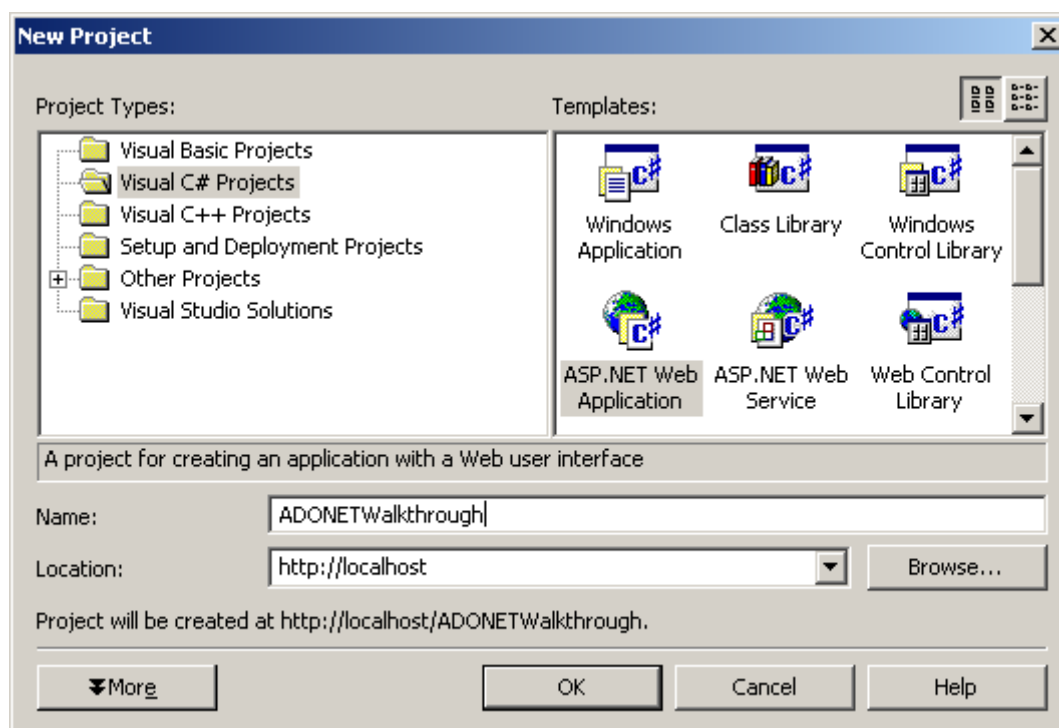 New Project
Project Types:
Templates:
Visual Basic Projects
Visual C# Projects
Visual C++ Projects
Setup and Deployment Projects
Other Projects
Visual Studio Solutions
C# C# C#
Windows Application
Class Library
Windows Control Library
C# C# C#
ASP.NET Web Application
ASP.NET Web Service
Web Control Library
A project for creating an application with a Web user interface
Name:
ADONETWalkthrough
Location:
http://localhost
Browse...
Project will be created at http://localhost/ADONETWalkthrough.
More
OK
Cancel
Help